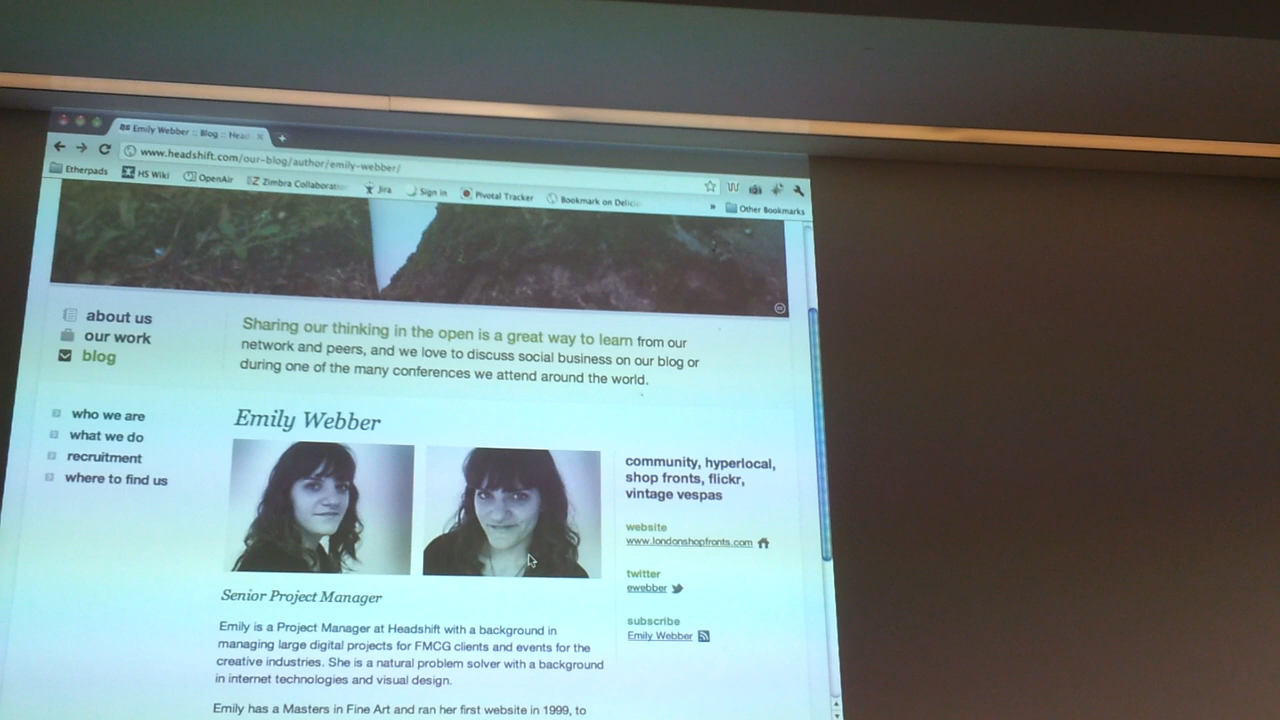 Emily Webber :: Blog :: Head
www.headshift.com/our-blog/author/emily-webber/
Etherpads HS Wiki OpenAir Zimbra Collaboratio Jira Sign in Pivotal Tracker Bookmark on Delicio » Other Bookmarks
about us
our work
blog
Sharing our thinking in the open is a great way to learn from our
network and peers, and we love to discuss social business on our blog or
during one of the many conferences we attend around the world.
who we are
what we do
recruitment
where to find us
Emily Webber
community, hyperlocal,
shop fronts, flickr,
vintage vespas
website
www.londonshopfronts.com
twitter
ewebber
subscribe
Emily Webber
Senior Project Manager
Emily is a Project Manager at Headshift with a background in
managing large digital projects for FMCG clients and events for the
creative industries. She is a natural problem solver with a background
in internet technologies and visual design.
Emily has a Masters in Fine Art and ran her first website in 1999, to